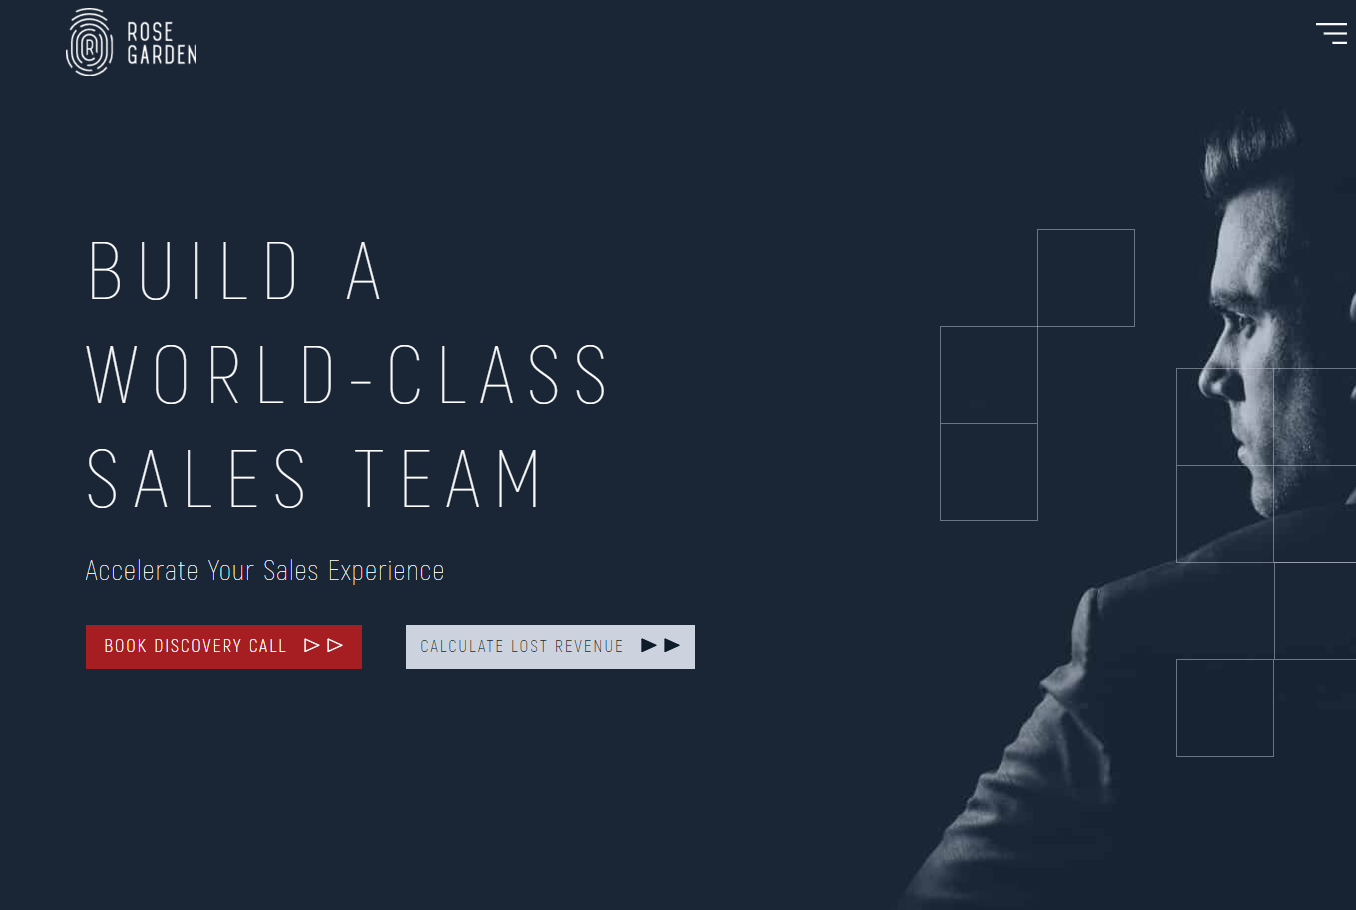 ROSE
GARDEN
BUILD A
WORLD-CLASS
SALES TEAM
Accelerate Your Sales Experience
BOOK DISCOVERY CALL
CALCULATE LOST REVENUE